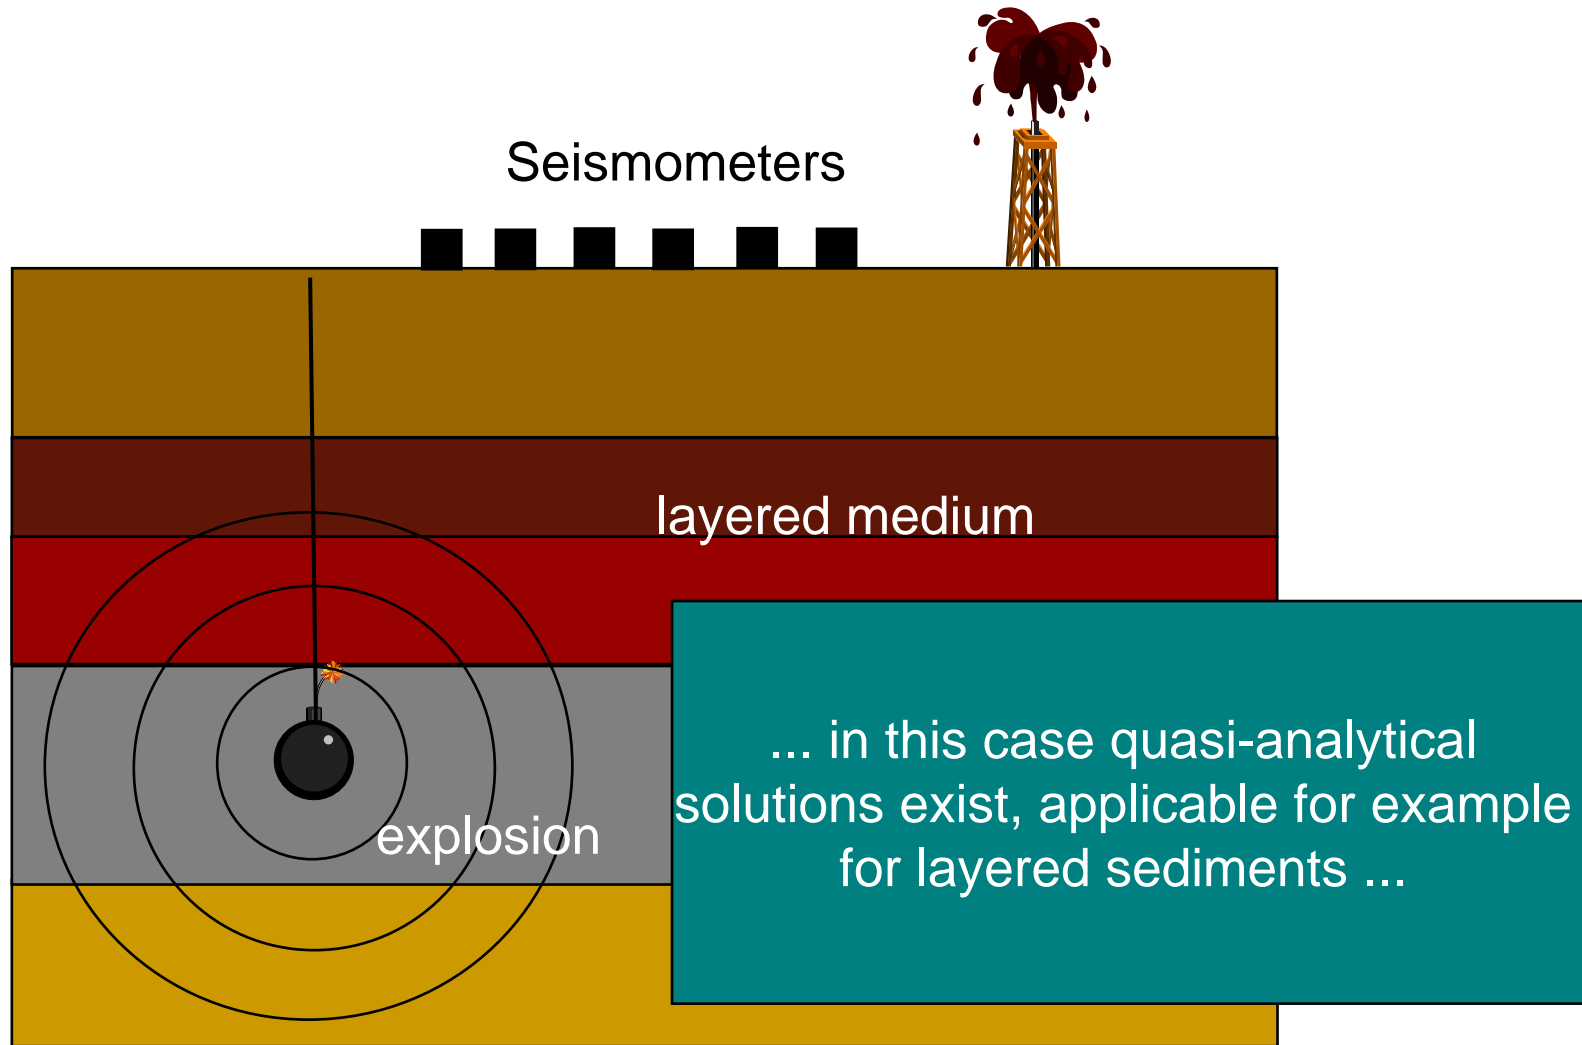 Seismometers
layered medium
explosion
... in this case quasi-analytical
solutions exist, applicable for example
for layered sediments ...